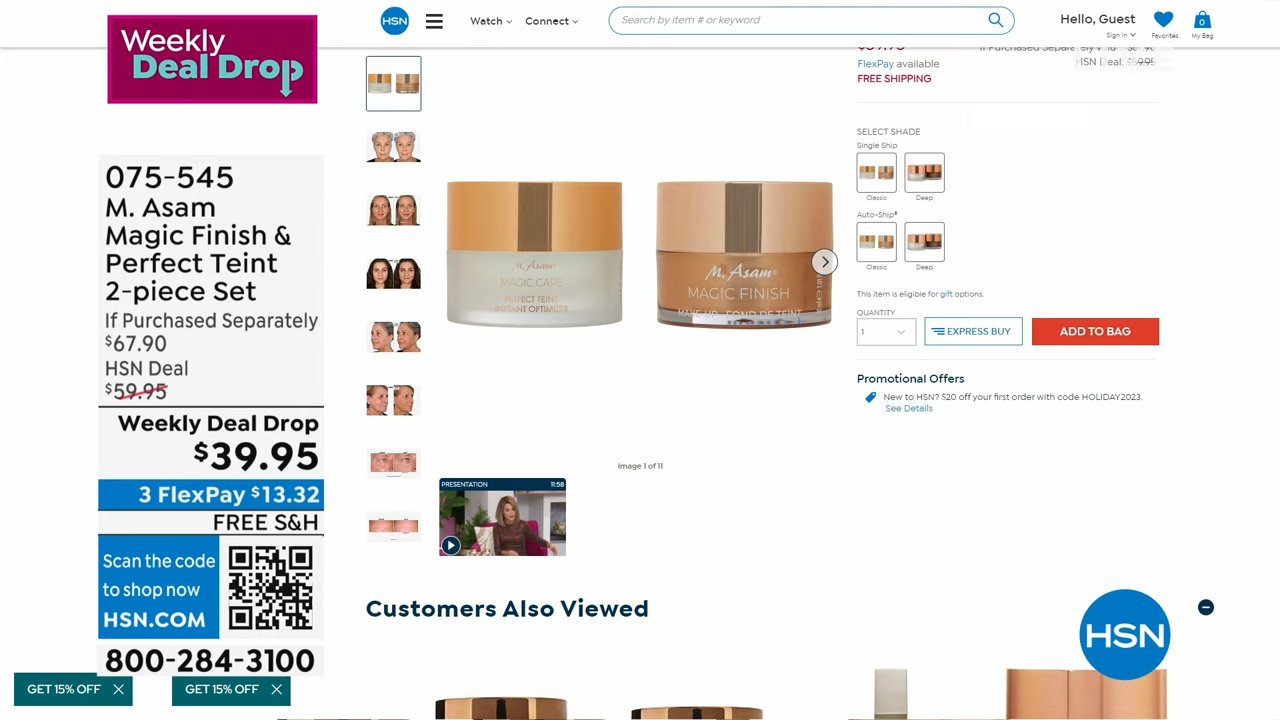 HSN
Watch
Connect
Search by item # or keyword
Hello, Guest
Sign In
Favorites
0
My Bag
Weekly
Deal Drop
075-545
M. Asam
Magic Finish &
Perfect Teint
2-piece Set
If Purchased Separately
$67.90
HSN Deal
$59.95
Weekly Deal Drop
$39.95
3 FlexPay $13.32
FREE S&H
Scan the code
to shop now
HSN.COM
800-284-3100
GET 15% OFF
GET 15% OFF
M. Asam
MAGIC CARE
PERFECT TEINT
INSTANT OPTIMIZER
M. Asam®
MAGIC FINISH
MAKE-UP FOND DE TEINT
Image 1 of 11
PRESENTATION 11:58
If Purchased Separately
HSN Deal: $59.95
FlexPay available
FREE SHIPPING
SELECT SHADE
Single Ship
Classic
Deep
Auto-Ship®
Classic
Deep
This item is eligible for gift options.
QUANTITY
1
EXPRESS BUY
ADD TO BAG
Promotional Offers
New to HSN? $20 off your first order with code HOLIDAY2023.
See Details
Customers Also Viewed
HSN